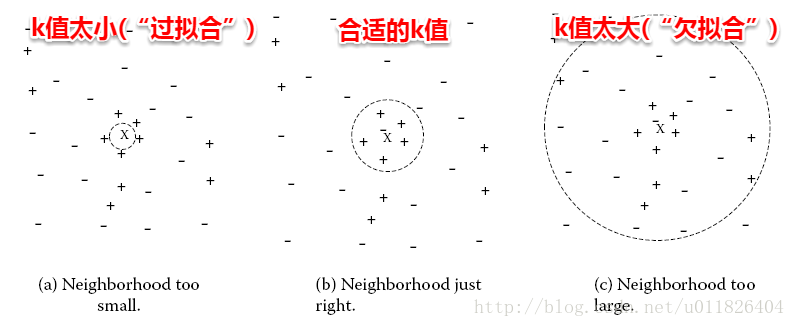 k值太小(“过拟合”)
合适的k值
k值太大(“欠拟合”)
X
X
X
(a) Neighborhood too
small.
(b) Neighborhood just
right.
(c) Neighborhood too
large.
http://blog.csdn.net/u011826404